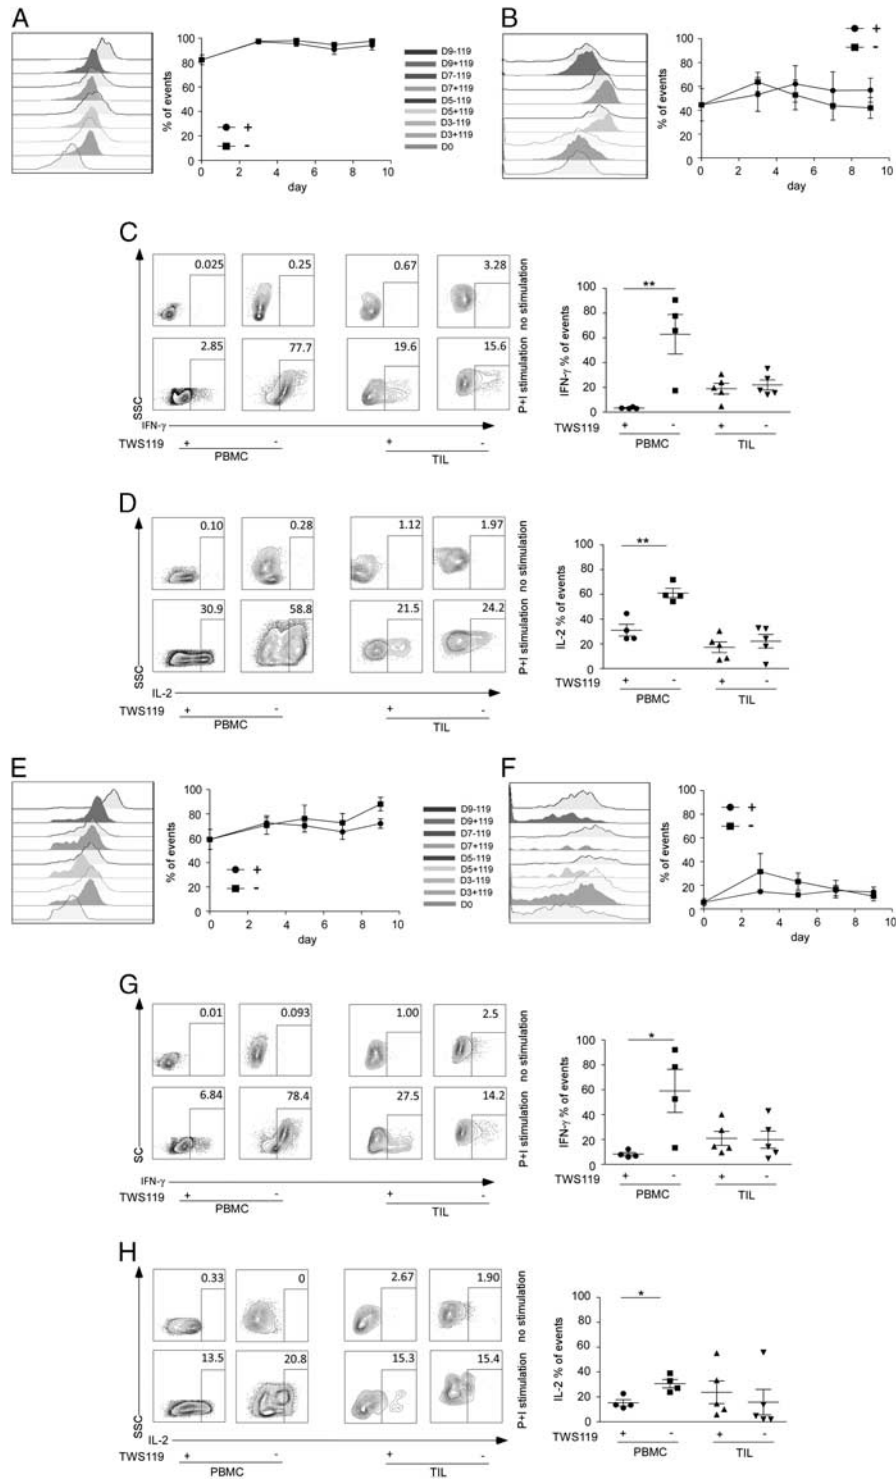 A
B
100
80
60
40
20
0
% of events
+
-
0 2 4 6 8 10
day
D9-119
D9+119
D7-119
D7+119
D5-119
D5+119
D3-119
D3+119
D0
100
80
60
40
20
0
% of events
+
-
0 2 4 6 8 10
day
C
0.025 0.25 0.67 3.28
no stimulation
2.85 77.7 19.6 15.6
P+I stimulation
SSC
IFN-γ
TWS119 + - + -
PBMC TIL
**
100
80
60
40
20
0
IFN-γ % of events
TWS119 + - + -
PBMC TIL
D
0.10 0.28 1.12 1.97
no stimulation
30.9 58.8 21.5 24.2
P+I stimulation
SSC
IL-2
TWS119 + - + -
PBMC TIL
**
100
80
60
40
20
0
IL-2 % of events
TWS119 + - + -
PBMC TIL
E
F
100
80
60
40
20
0
% of events
+
-
0 2 4 6 8 10
day
D9-119
D9+119
D7-119
D7+119
D5-119
D5+119
D3-119
D3+119
D0
100
80
60
40
20
0
% of events
+
-
0 2 4 6 8 10
day
G
0.01 0.093 1.00 2.5
no stimulation
6.84 78.4 27.5 14.2
P+I stimulation
SC
IFN-γ
TWS119 + - + -
PBMC TIL
*
100
80
60
40
20
0
IFN-γ % of events
TWS119 + - + -
PBMC TIL
H
0.33 0 2.67 1.90
no stimulation
13.5 20.8 15.3 15.4
P+I stimulation
SSC
IL-2
TWS119 + - + -
PBMC TIL
*
100
80
60
40
20
0
IL-2 % of events
TWS119 + - + -
PBMC TIL